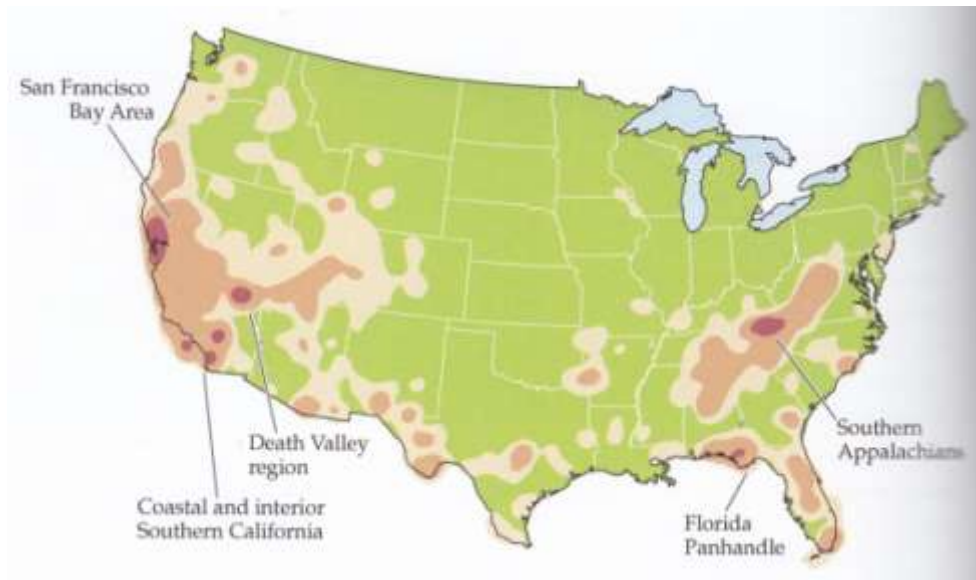 San Francisco
Bay Area
Death Valley
region
Coastal and interior
Southern California
Southern
Appalachians
Florida
Panhandle